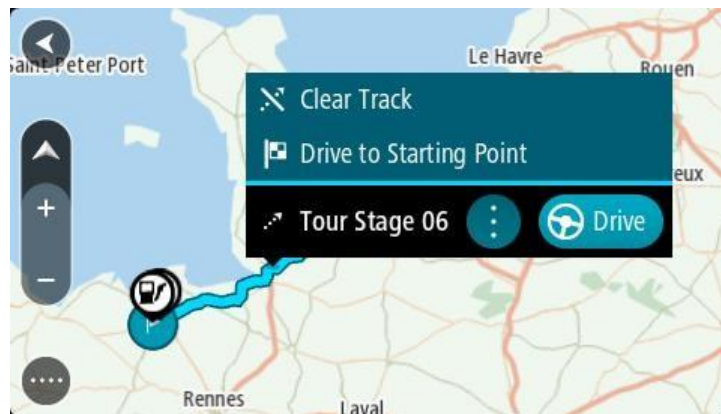 Saint Peter Port
Le Havre
Rouen
Clear Track
Drive to Starting Point
eux
Tour Stage 06
Drive
+
−
Rennes
Laval